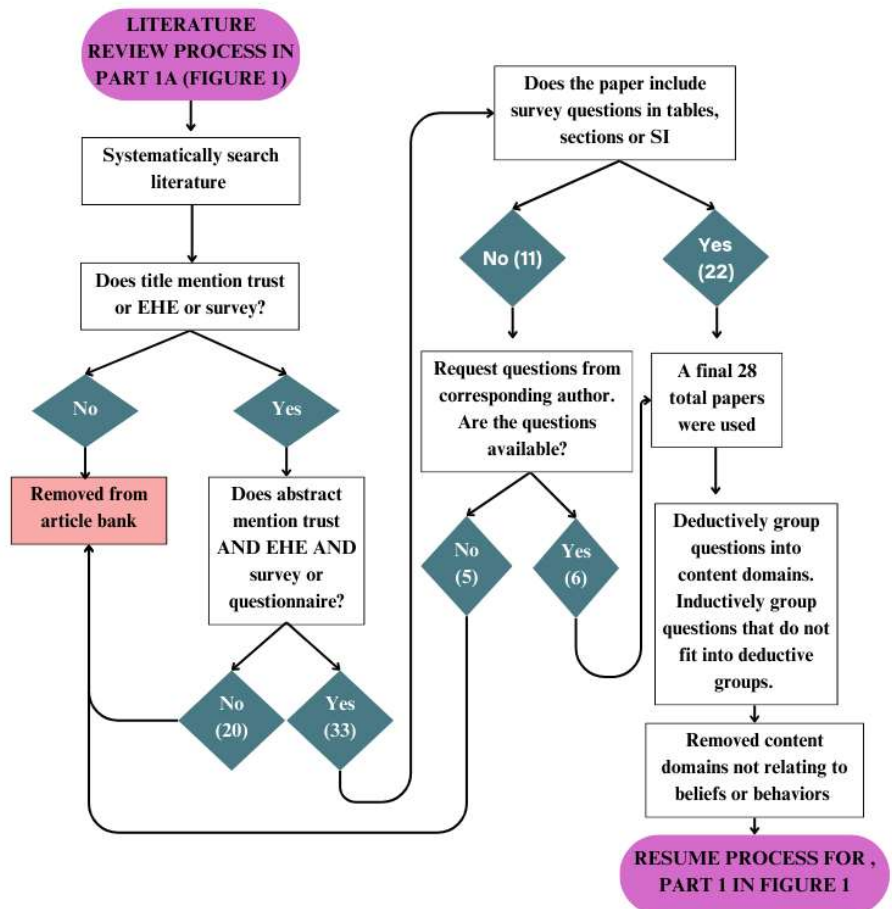 LITERATURE
REVIEW PROCESS IN
PART 1A (FIGURE 1)
Systematically search
literature
Does title mention trust
or EHE or survey?
No
Yes
Removed from
article bank
Does abstract
mention trust
AND EHE AND
survey or
questionnaire?
No
(20)
Yes
(33)
Does the paper include
survey questions in tables,
sections or SI
No (11)
Yes
(22)
Request questions from
corresponding author.
Are the questions
available?
No
(5)
Yes
(6)
A final 28
total papers
were used
Deductively group
questions into
content domains.
Inductively group
questions that do not
fit into deductive
groups.
Removed content
domains not relating to
beliefs or behaviors
RESUME PROCESS FOR ,
PART 1 IN FIGURE 1